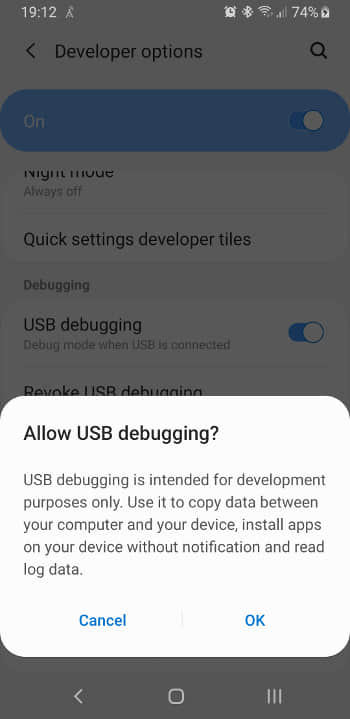 19:12 74%
Developer options
On
Night mode
Always off
Quick settings developer tiles
Debugging
USB debugging
Debug mode when USB is connected
Revoke USB debugging
Allow USB debugging?
USB debugging is intended for development
purposes only. Use it to copy data between
your computer and your device, install apps
on your device without notification and read
log data.
Cancel OK